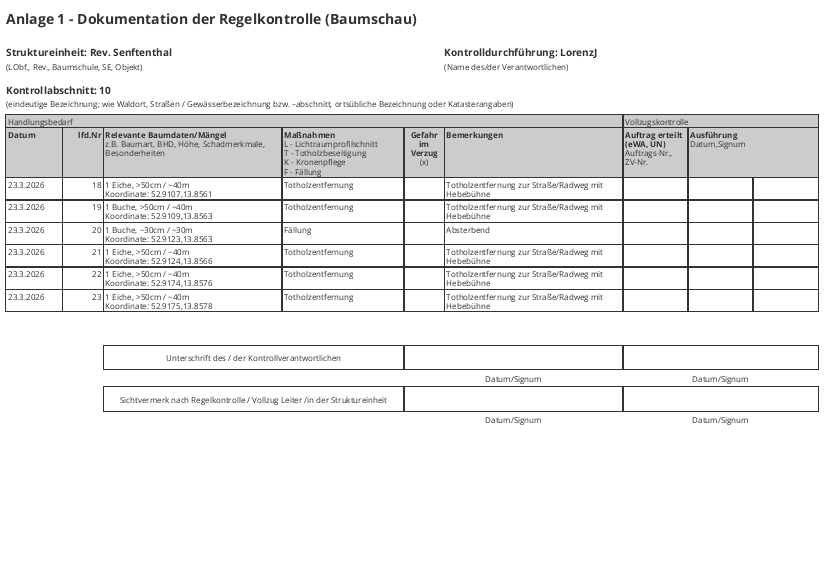 Anlage 1 - Dokumentation der Regelkontrolle (Baumschau)
Struktureinheit: Rev. Senftenthal
Kontrolldurchführung: LorenzJ
(LObf., Rev., Baumschule, SE, Objekt)
(Name des/der Verantwortlichen)
Kontrollabschnitt: 10
(eindeutige Bezeichnung; wie Waldort, Straßen / Gewässerbezeichnung bzw. –abschnitt, ortsübliche Bezeichnung oder Katasterangaben)
Handlungsbedarf
Vollzugskontrolle
Datum
lfd.Nr
Relevante Baumdaten/Mängel
z.B. Baumart, BHD, Höhe, Schadmerkmale,
Besonderheiten
Maßnahmen
L - Lichtraumprofilschnitt
T - Totholzbeseitigung
K - Kronenpflege
F - Fällung
Gefahr
im
Verzug
(x)
Bemerkungen
Auftrag erteilt
(eWA, UN)
Auftrags-Nr.,
ZV-Nr.
Ausführung
Datum,Signum
23.3.2026 18 1 Eiche, >50cm / ~40m Totholzentfernung Totholzentfernung zur Straße/Radweg mit
Koordinate: 52.9107,13.8561 Hebebühne
23.3.2026 19 1 Buche, >50cm / ~40m Totholzentfernung Totholzentfernung zur Straße/Radweg mit
Koordinate: 52.9109,13.8563 Hebebühne
23.3.2026 20 1 Buche, ~30cm / ~30m Fällung Absterbend
Koordinate: 52.9123,13.8563
23.3.2026 21 1 Eiche, >50cm / ~40m Totholzentfernung Totholzentfernung zur Straße/Radweg mit
Koordinate: 52.9124,13.8566 Hebebühne
23.3.2026 22 1 Eiche, >50cm / ~40m Totholzentfernung Totholzentfernung zur Straße/Radweg mit
Koordinate: 52.9174,13.8576 Hebebühne
23.3.2026 23 1 Eiche, >50cm / ~40m Totholzentfernung Totholzentfernung zur Straße/Radweg mit
Koordinate: 52.9175,13.8578 Hebebühne
Unterschrift des / der Kontrollverantwortlichen
Datum/Signum Datum/Signum
Sichtvermerk nach Regelkontrolle / Vollzug Leiter /in der Struktureinheit
Datum/Signum Datum/Signum